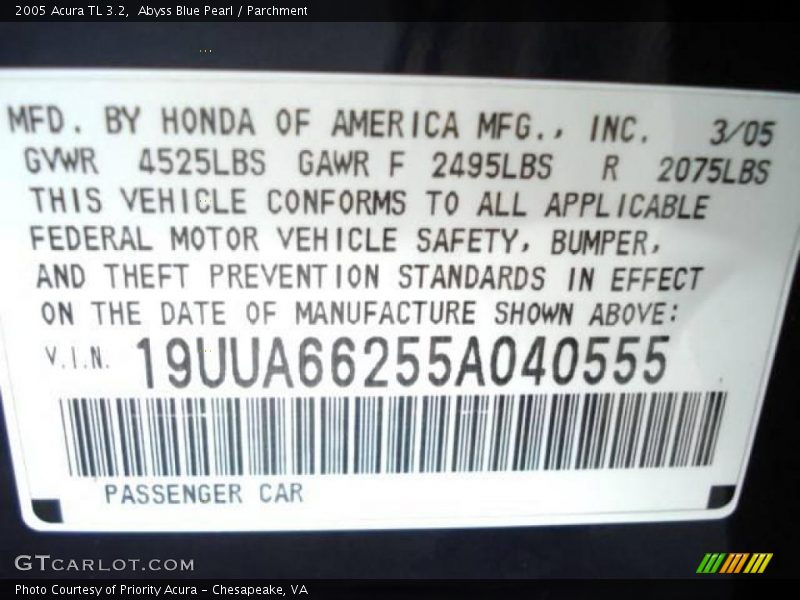 2005 Acura TL 3.2,  Abyss Blue Pearl / Parchment
MFD. BY HONDA OF AMERICA MFG., INC. 3/05
GVWR 4525LBS GAWR F 2495LBS R 2075LBS
THIS VEHICLE CONFORMS TO ALL APPLICABLE
FEDERAL MOTOR VEHICLE SAFETY, BUMPER,
AND THEFT PREVENTION STANDARDS IN EFFECT
ON THE DATE OF MANUFACTURE SHOWN ABOVE:
V.I.N. 19UUA66255A040555
PASSENGER CAR
GTCARLOT.COM
Photo Courtesy of Priority Acura – Chesapeake, VA